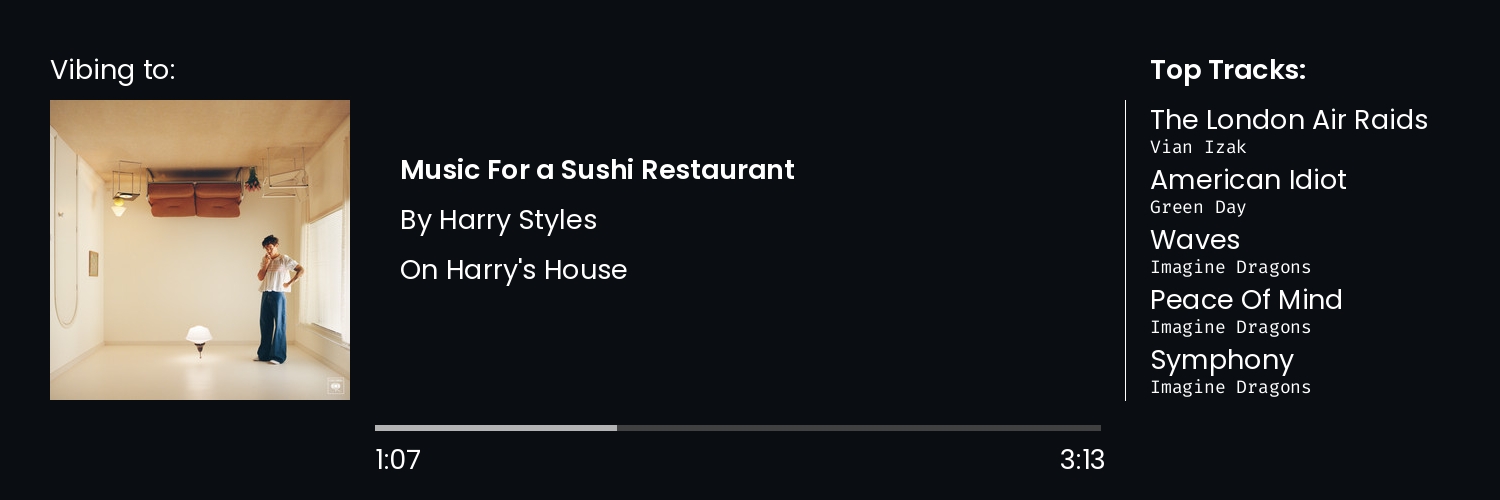 Vibing to:
Music For a Sushi Restaurant
By Harry Styles
On Harry's House
1:07
3:13
Top Tracks:
The London Air Raids
Vian Izak
American Idiot
Green Day
Waves
Imagine Dragons
Peace Of Mind
Imagine Dragons
Symphony
Imagine Dragons